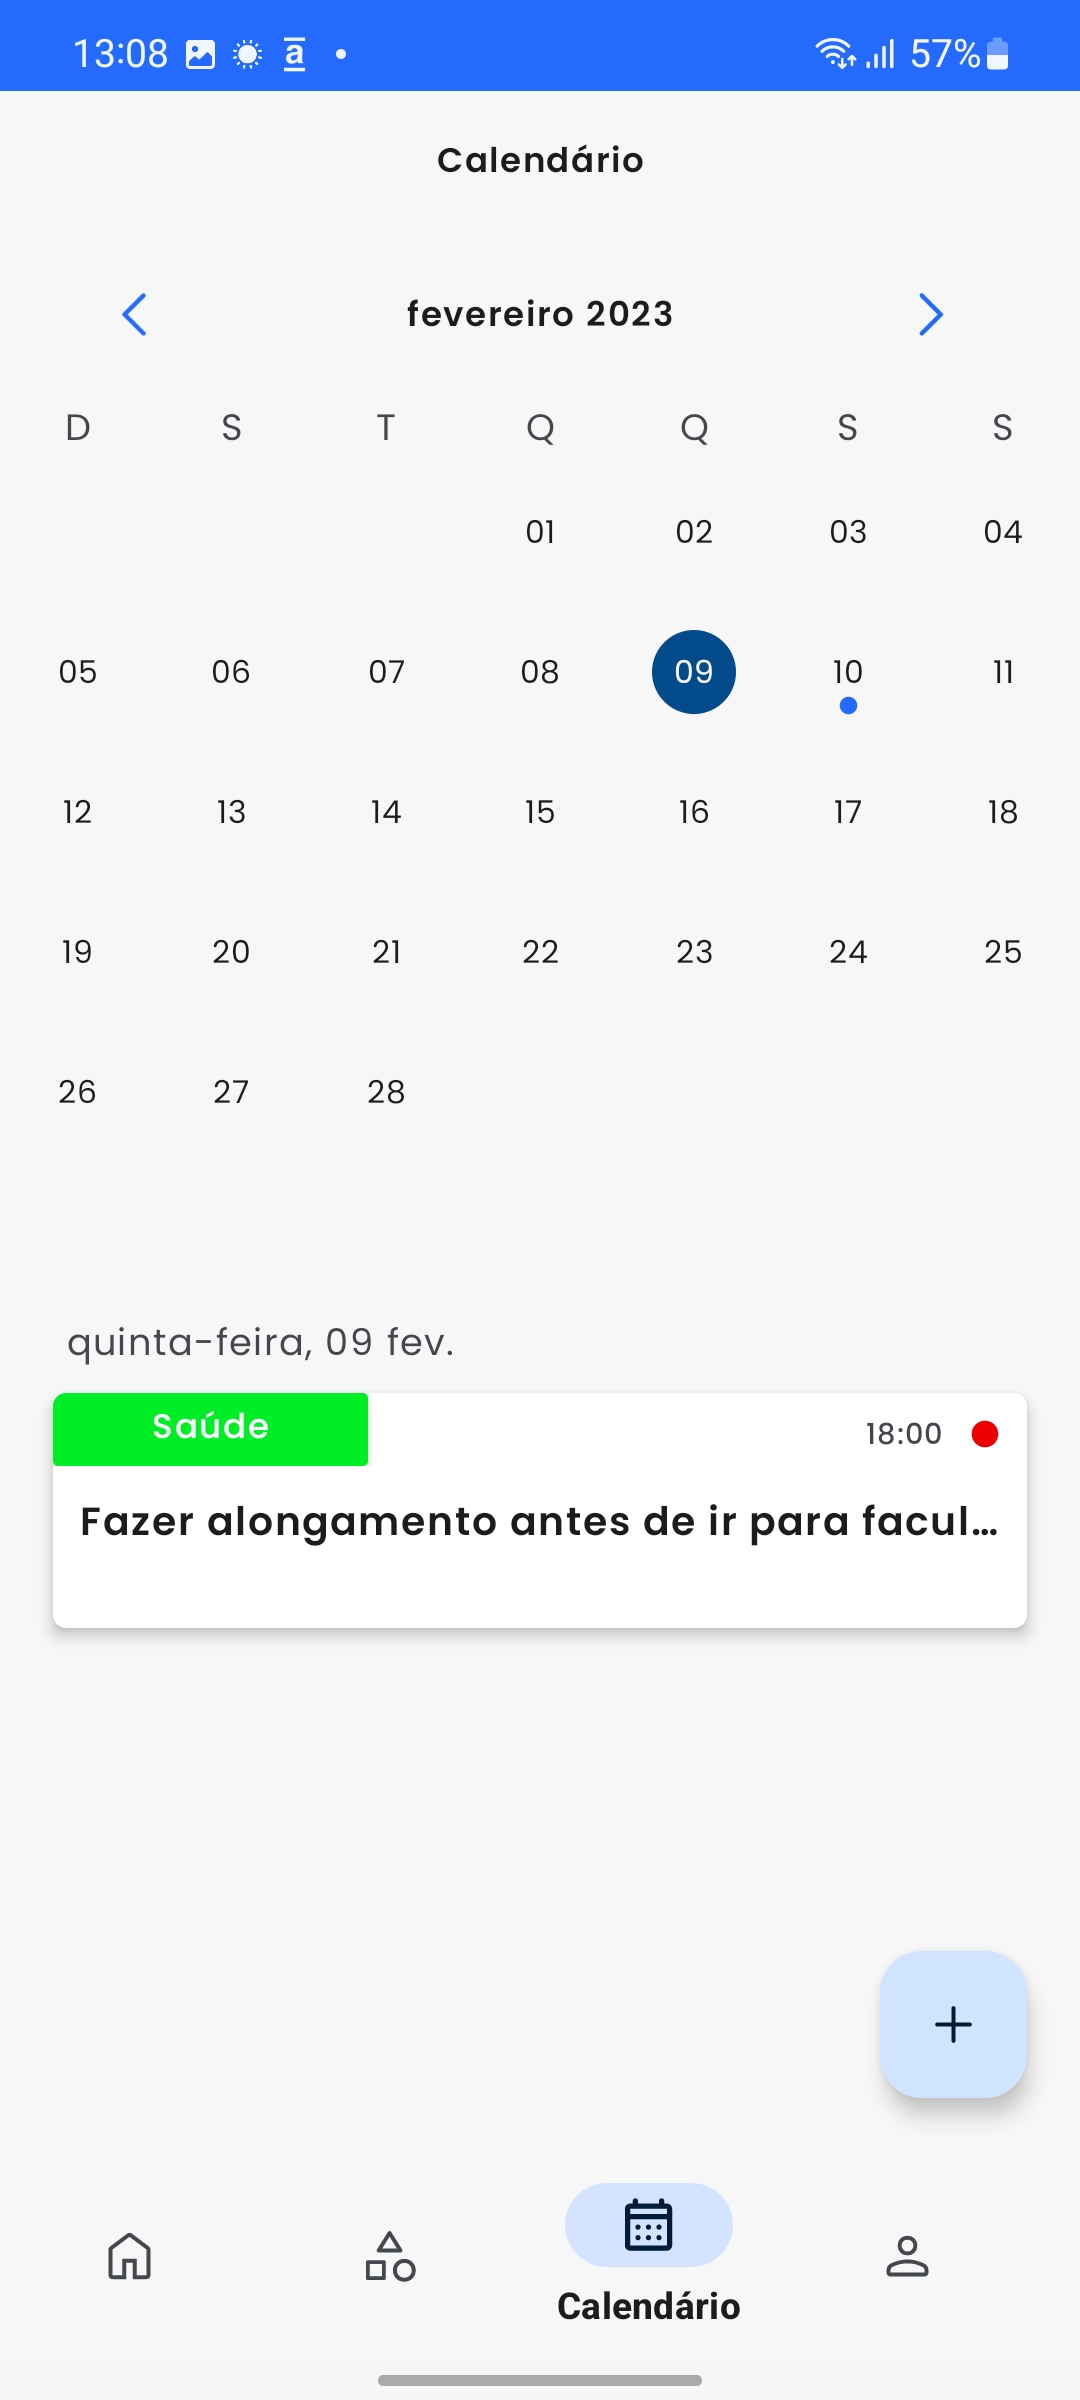 13:08 a 57%
Calendário
fevereiro 2023
D S T Q Q S S
01 02 03 04
05 06 07 08 09 10 11
12 13 14 15 16 17 18
19 20 21 22 23 24 25
26 27 28
quinta-feira, 09 fev.
Saúde 18:00
Fazer alongamento antes de ir para facul...
Calendário